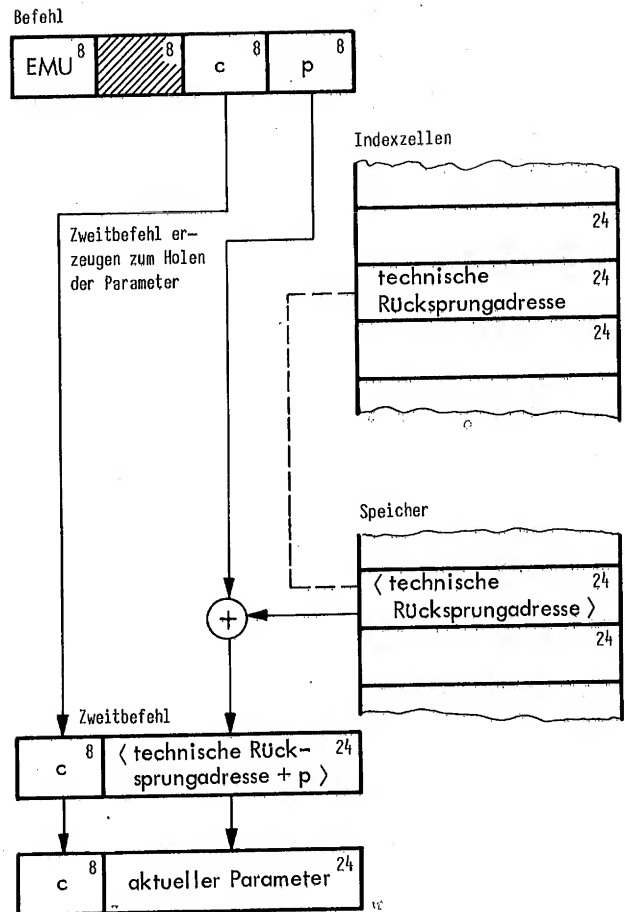 Befehl
EMU 8 8 c 8 p 8
Indexzellen
24
Zweitbefehl er-
zeugen zum Holen
der Parameter
technische 24
Rücksprungadresse
24
Speicher
⟨ technische 24
Rücksprungadresse ⟩
+
24
Zweitbefehl
c 8 ⟨ technische Rück- 24
sprungadresse + p ⟩
c 8 aktueller Parameter 24